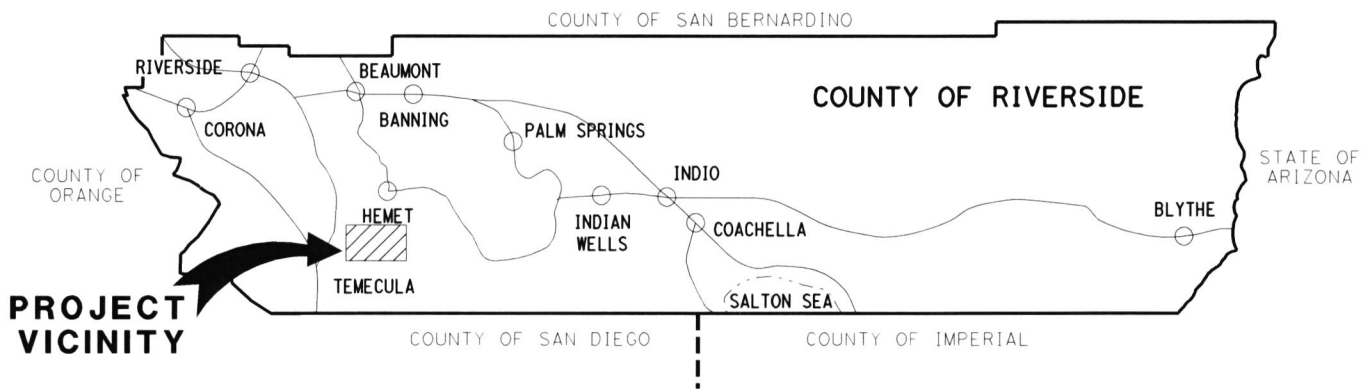 COUNTY OF SAN BERNARDINO
RIVERSIDE
BEAUMONT
COUNTY OF RIVERSIDE
CORONA
BANNING
PALM SPRINGS
COUNTY OF
ORANGE
STATE OF
ARIZONA
INDIO
HEMET
INDIAN
WELLS
COACHELLA
BLYTHE
TEMECULA
SALTON SEA
PROJECT
VICINITY
COUNTY OF SAN DIEGO
COUNTY OF IMPERIAL